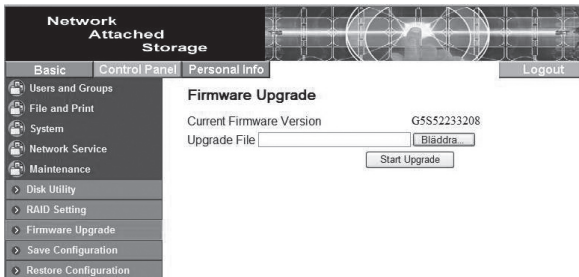 Network
Attached
Storage
Basic Control Panel Personal Info Logout
Users and Groups
File and Print
System
Network Service
Maintenance
Disk Utility
RAID Setting
Firmware Upgrade
Save Configuration
Restore Configuration
Firmware Upgrade
Current Firmware Version G5S52233208
Upgrade File Bläddra...
Start Upgrade